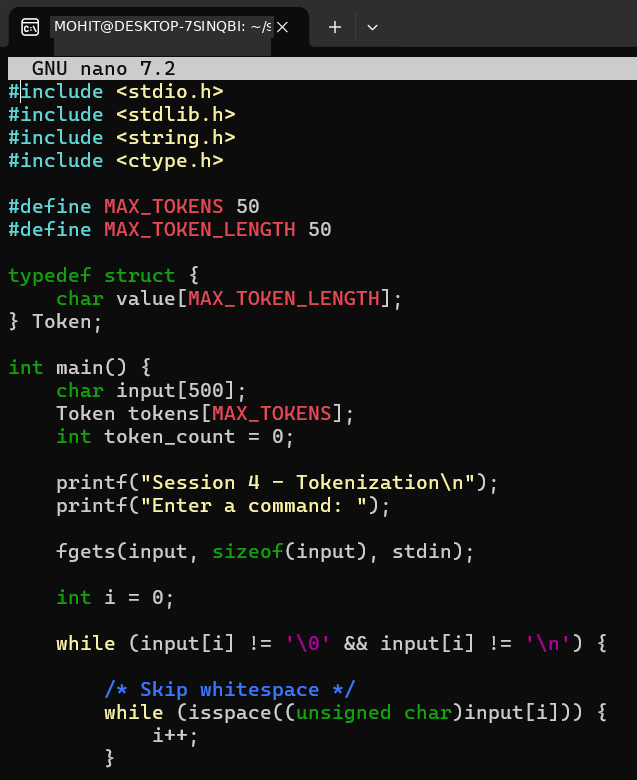 MOHIT@DESKTOP-7SINQBI: ~/s
GNU nano 7.2
#include <stdio.h>
#include <stdlib.h>
#include <string.h>
#include <ctype.h>

#define MAX_TOKENS 50
#define MAX_TOKEN_LENGTH 50

typedef struct {
    char value[MAX_TOKEN_LENGTH];
} Token;

int main() {
    char input[500];
    Token tokens[MAX_TOKENS];
    int token_count = 0;

    printf("Session 4 - Tokenization\n");
    printf("Enter a command: ");

    fgets(input, sizeof(input), stdin);

    int i = 0;

    while (input[i] != '\0' && input[i] != '\n') {

        /* Skip whitespace */
        while (isspace((unsigned char)input[i])) {
            i++;
        }